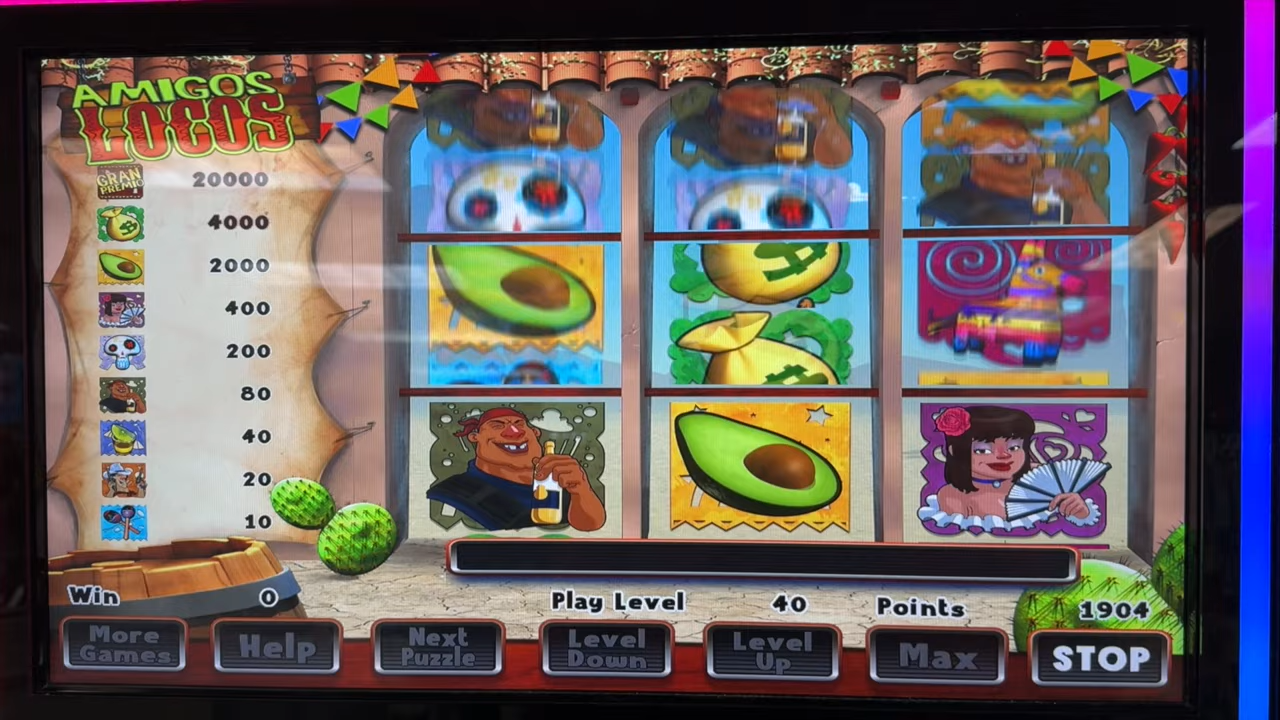 AMIGOS
LOCOS
GRAN
PREMIO
20000
4000
2000
400
200
80
40
20
10
Win 0
Play Level 40 Points 1904
More
Games
Help
Next
Puzzle
Level
Down
Level
Up
Max
STOP